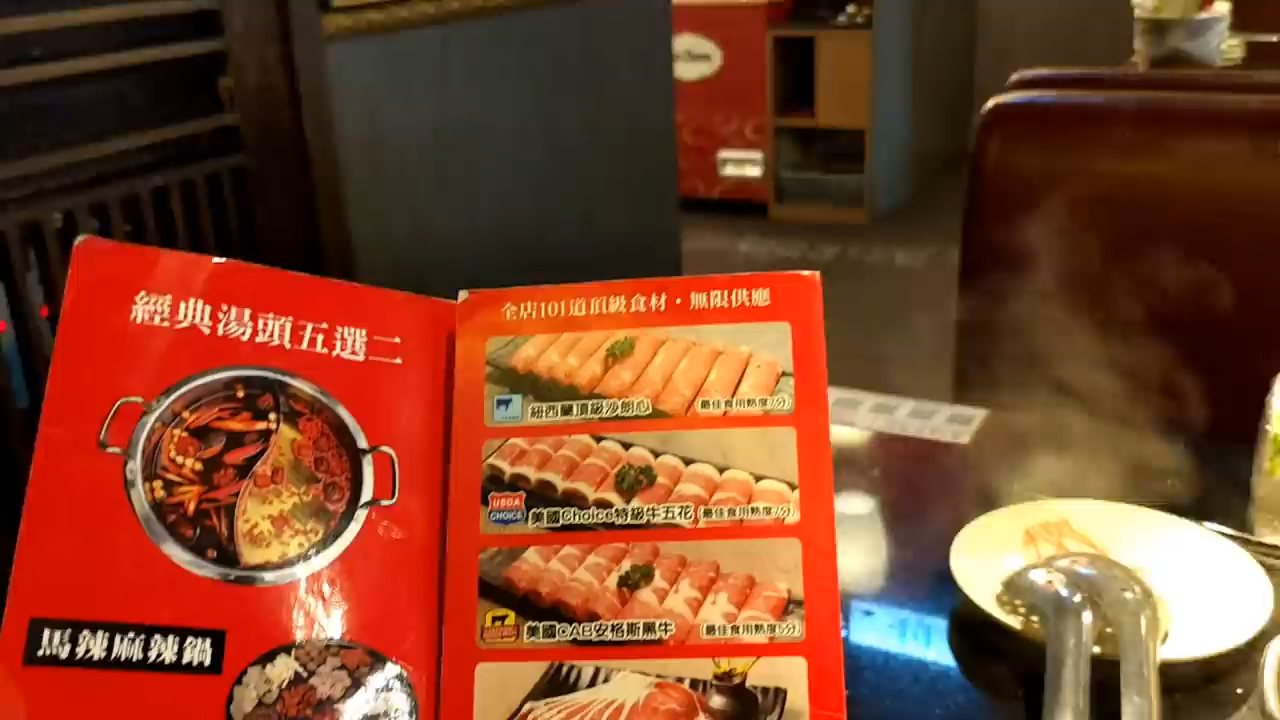 經典湯頭五選二
馬辣麻辣鍋
全店101道頂級食材·無限供應
紐西蘭頂級沙朗心
(最佳食用熟度7分)
USDA
CHOICE
美國Choice特級牛五花
(最佳食用熟度7分)
美國CAB安格斯黑牛
(最佳食用熟度5分)